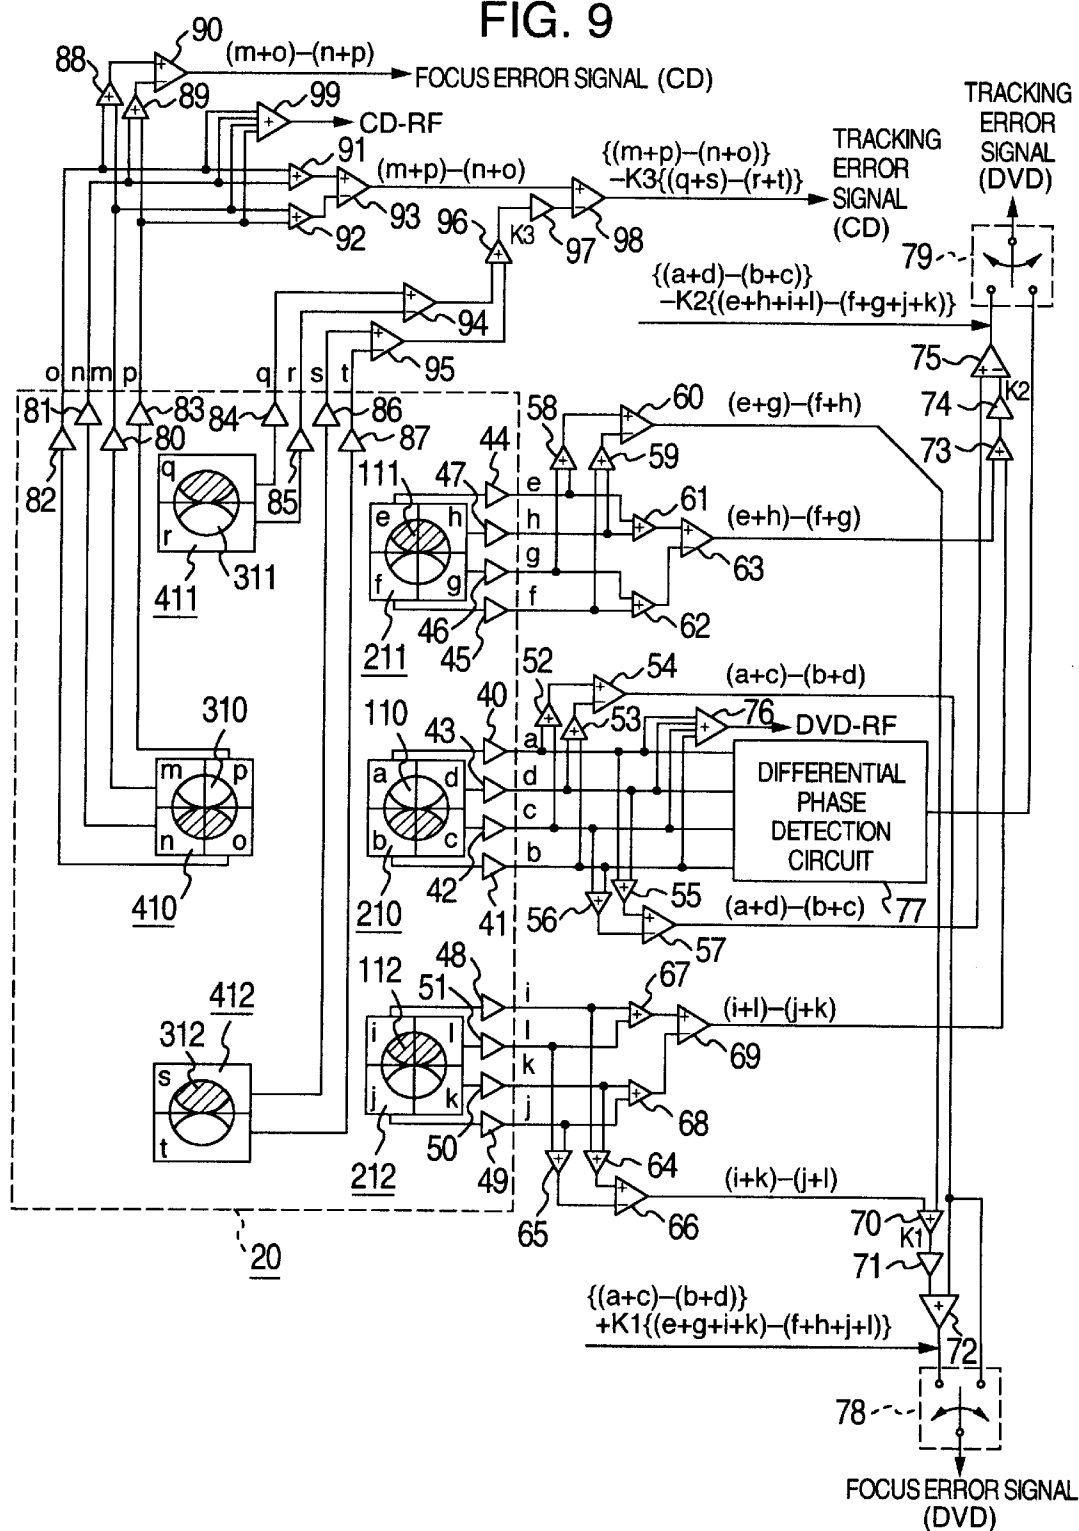 FIG. 9
90
(m+o)–(n+p)
88
FOCUS ERROR SIGNAL (CD)
89
99
CD-RF
91
(m+p)–(n+o)
93
92
{(m+p)–(n+o)}
–K3{(q+s)–(r+t)}
TRACKING
ERROR
SIGNAL
(CD)
TRACKING
ERROR
SIGNAL
(DVD)
96
K3
97
98
79
{(a+d)–(b+c)}
–K2{(e+h+i+l)–(f+g+j+k)}
94
95
75
K2
74
73
o n m p
q r s t
81
83
84
86
82
80
85
87
44
58
60
(e+g)–(f+h)
59
q
r
311
411
111
47
e
h
f
g
e
h
g
f
46
45
211
61
(e+h)–(f+g)
63
62
52
54
(a+c)–(b+d)
53
76
DVD-RF
310
m
p
n
o
410
110
43
40
a
d
b
c
a
d
c
b
42
41
210
DIFFERENTIAL
PHASE
DETECTION
CIRCUIT
77
55
56
(a+d)–(b+c)
57
412
312
s
t
112
51
48
i
l
j
k
i
l
k
j
50
49
212
67
(i+l)–(j+k)
69
68
64
65
(i+k)–(j+l)
66
20
70
K1
71
{(a+c)–(b+d)}
+K1{(e+g+i+k)–(f+h+j+l)}
72
78
FOCUS ERROR SIGNAL
(DVD)